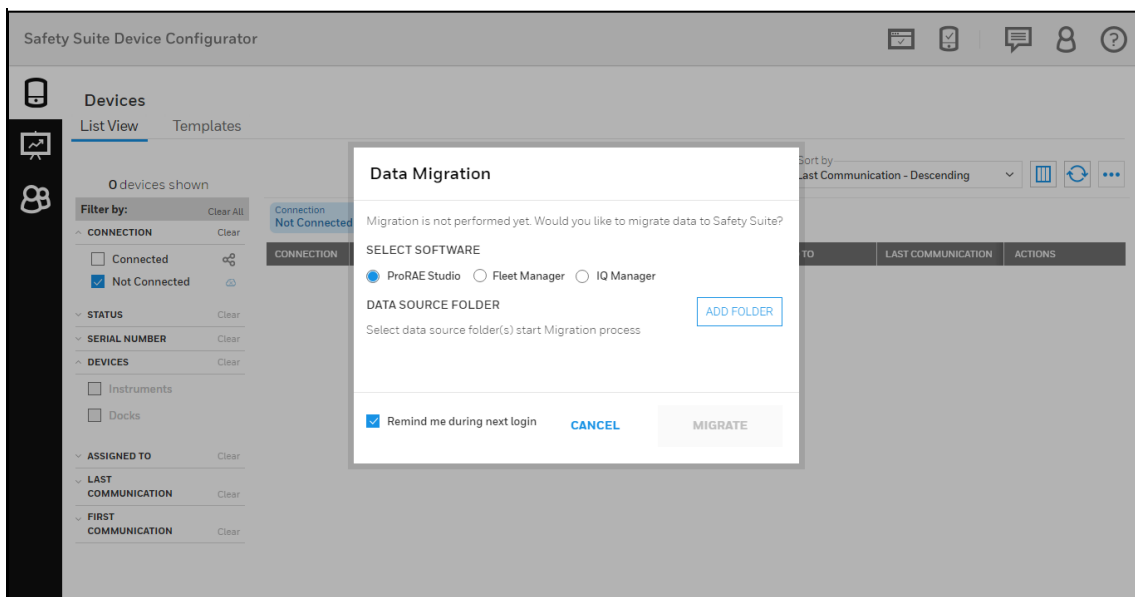 Safety Suite Device Configurator
Devices
List View Templates
Sort by
Last Communication - Descending
0 devices shown
Filter by: Clear All
CONNECTION Clear
Connected
Not Connected
STATUS Clear
SERIAL NUMBER Clear
DEVICES Clear
Instruments
Docks
ASSIGNED TO Clear
LAST
COMMUNICATION Clear
FIRST
COMMUNICATION Clear
Connection
Not Connected
CONNECTION TO LAST COMMUNICATION ACTIONS
Data Migration
Migration is not performed yet. Would you like to migrate data to Safety Suite?
SELECT SOFTWARE
ProRAE Studio Fleet Manager IQ Manager
DATA SOURCE FOLDER
ADD FOLDER
Select data source folder(s) start Migration process
Remind me during next login CANCEL MIGRATE